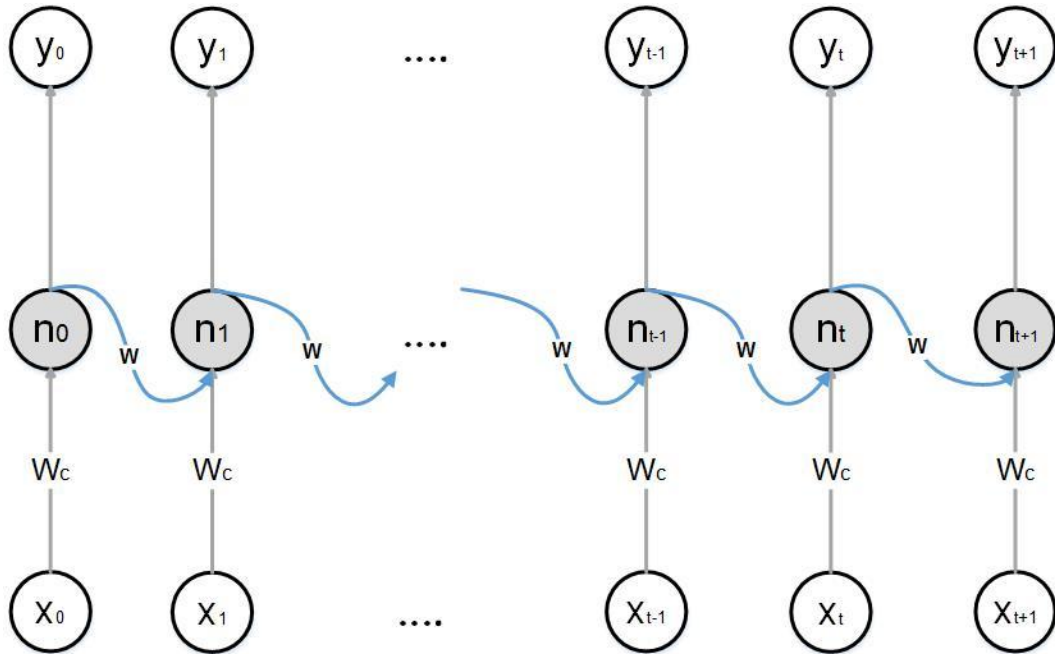 y0 y1 .... yt-1 yt yt+1
n0 w n1 w .... w nt-1 w nt w nt+1
Wc Wc Wc Wc Wc
x0 x1 .... xt-1 xt xt+1